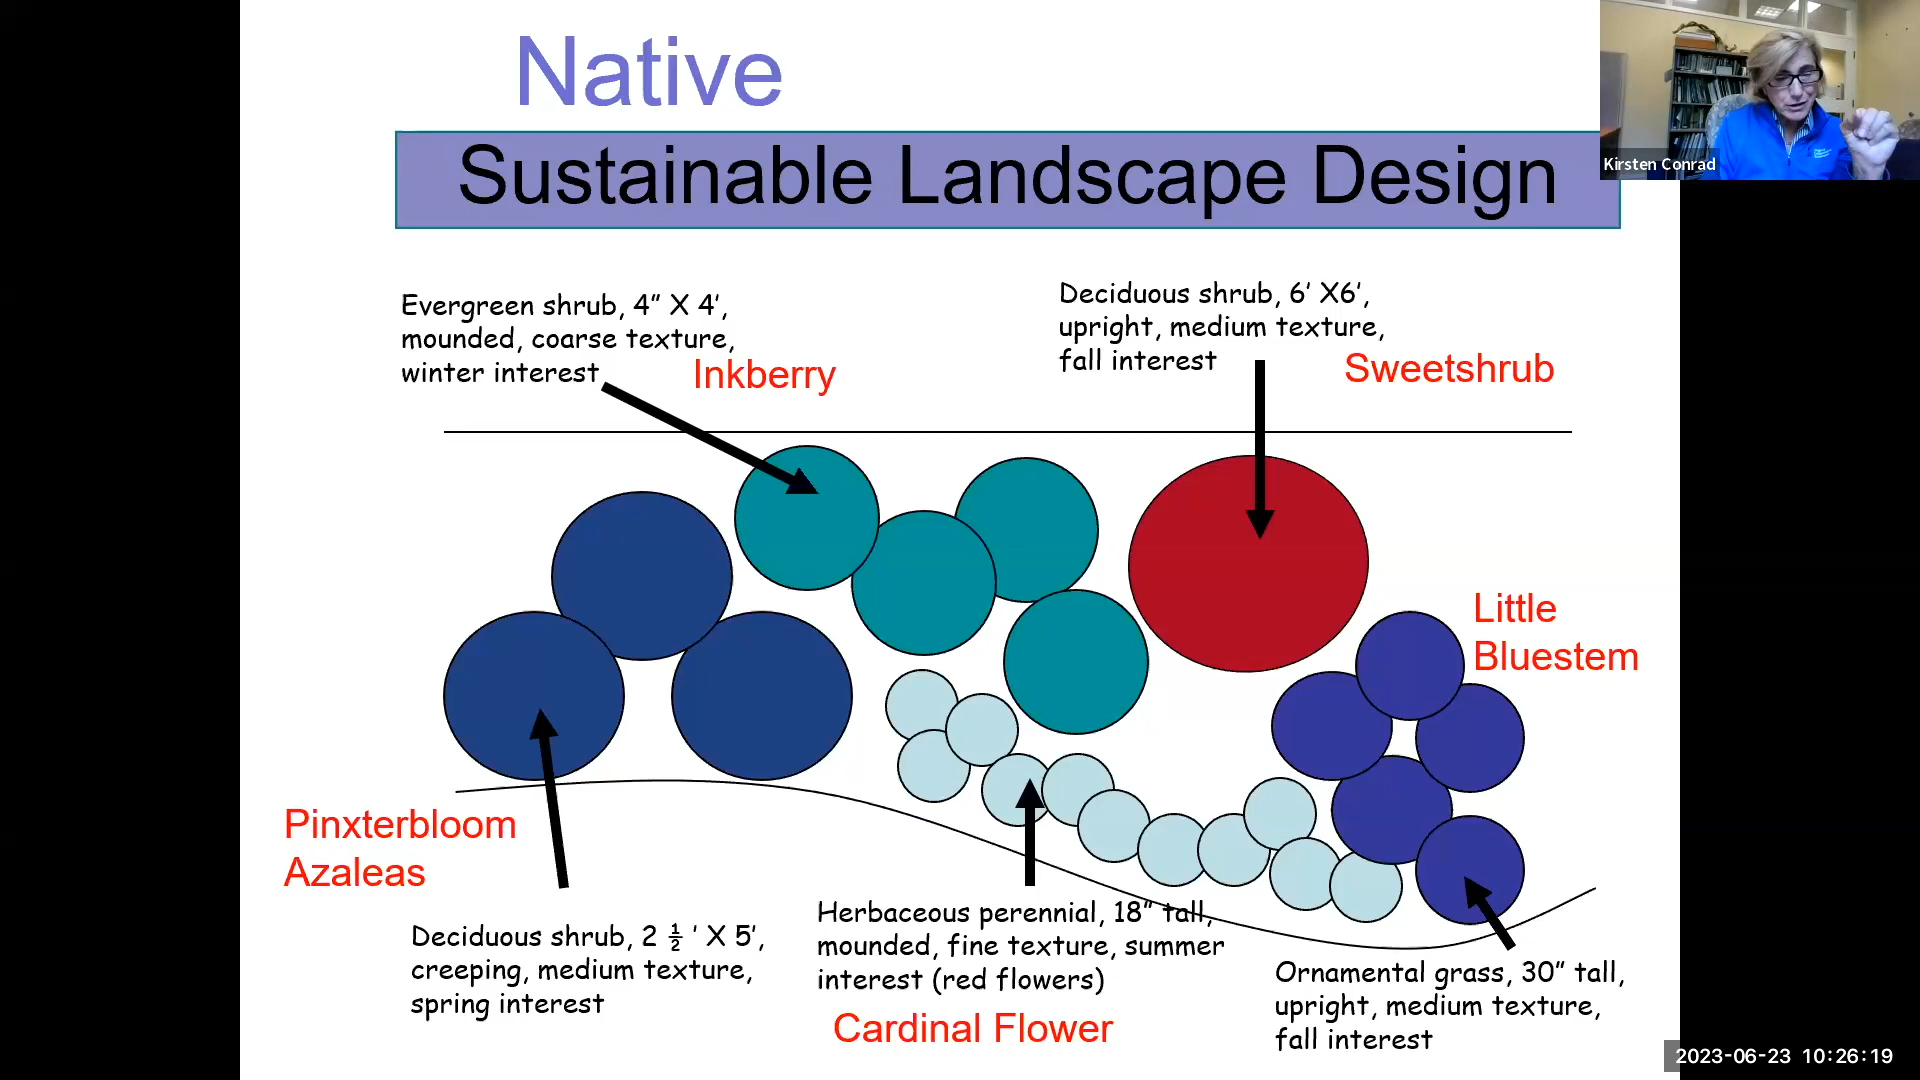 Native
Sustainable Landscape Design
Kirsten Conrad
Evergreen shrub, 4” X 4’,
mounded, coarse texture,
winter interest
Inkberry
Deciduous shrub, 6’ X6’,
upright, medium texture,
fall interest
Sweetshrub
Little
Bluestem
Pinxterbloom
Azaleas
Deciduous shrub, 2 ½ ’ X 5’,
creeping, medium texture,
spring interest
Herbaceous perennial, 18” tall,
mounded, fine texture, summer
interest (red flowers)
Cardinal Flower
Ornamental grass, 30” tall,
upright, medium texture,
fall interest
2023-06-23 10:26:19